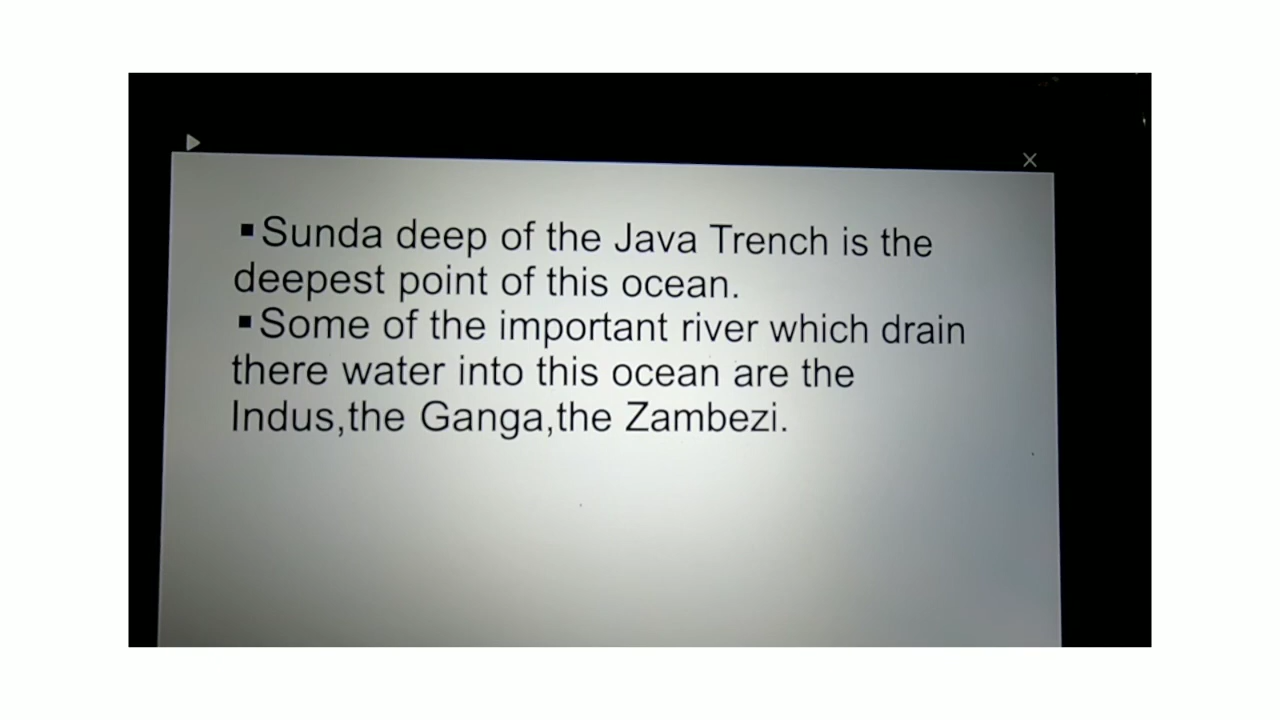 ▪Sunda deep of the Java Trench is the
deepest point of this ocean.
▪Some of the important river which drain
there water into this ocean are the
Indus,the Ganga,the Zambezi.